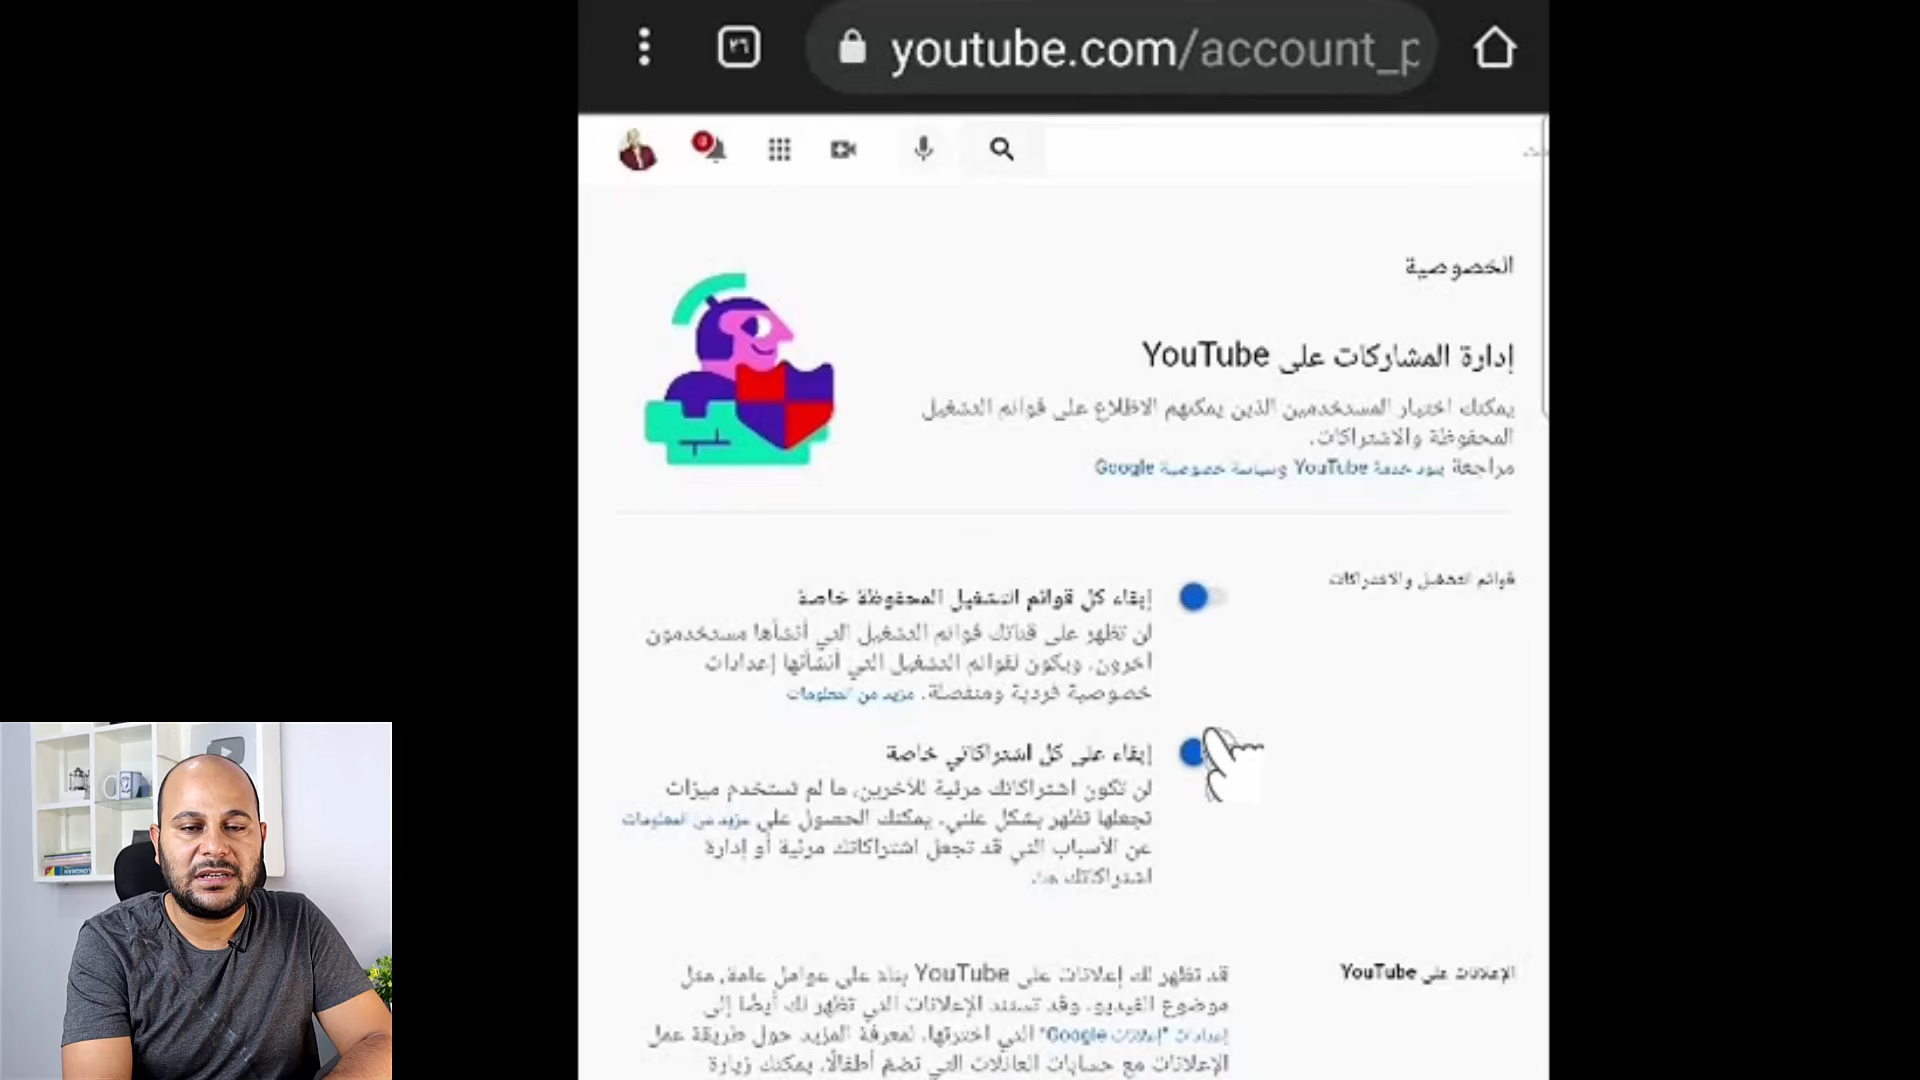 youtube.com/account_p
٢٦
الخصوصية
إدارة المشاركات على YouTube
يمكنك اختيار المستخدمين الذين يمكنهم الاطلاع على قوائم التشغيل
المحفوظة والاشتراكات.
مراجعة بنود خدمة YouTube وسياسة خصوصية Google
قوائم التشغيل والاشتراكات
إبقاء كل قوائم التشغيل المحفوظة خاصة
لن تظهر على قناتك قوائم التشغيل التي أنشأها مستخدمون
آخرون. ويكون لقوائم التشغيل التي أنشأتها إعدادات
خصوصية فردية ومنفصلة. مزيد من المعلومات
إبقاء على كل اشتراكاتي خاصة
لن تكون اشتراكاتك مرئية للآخرين، ما لم تستخدم ميزات
تجعلها تظهر بشكل علني. يمكنك الحصول على مزيد من المعلومات
عن الأسباب التي قد تجعل اشتراكاتك مرئية أو إدارة
اشتراكاتك هنا.
الإعلانات على YouTube
قد تظهر لك إعلانات على YouTube بناء على عوامل عامة، مثل
موضوع الفيديو. وقد تستند الإعلانات التي تظهر لك أيضًا إلى
إعدادات "إعلانات Google" التي اخترتها. لمعرفة المزيد حول طريقة عمل
الإعلانات مع حسابات العائلات التي تضم أطفالًا، يمكنك زيارة